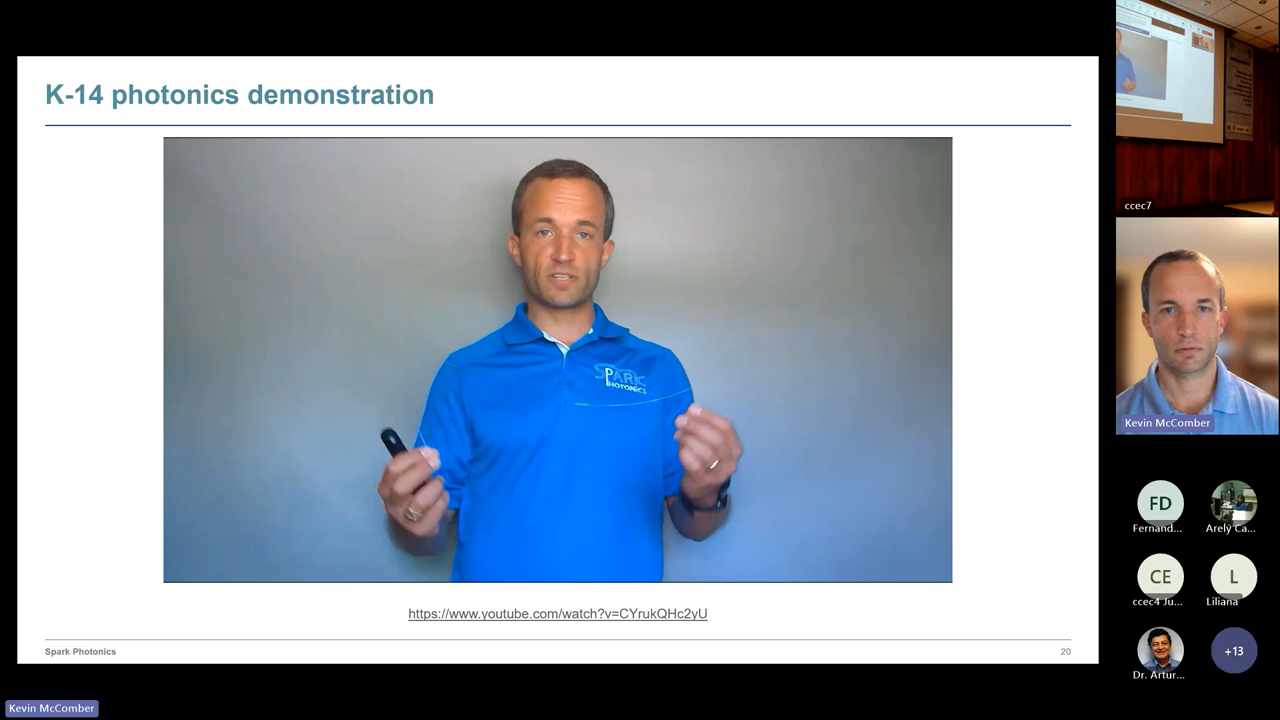 K-14 photonics demonstration
SPARK
PHOTONICS
https://www.youtube.com/watch?v=CYrukQHc2yU
Spark Photonics
20
Kevin McComber
ccec7
Kevin McComber
FD
Fernand...
Arely Ca...
CE
ccec4 Ju...
L
Liliana
Dr. Artur...
+13